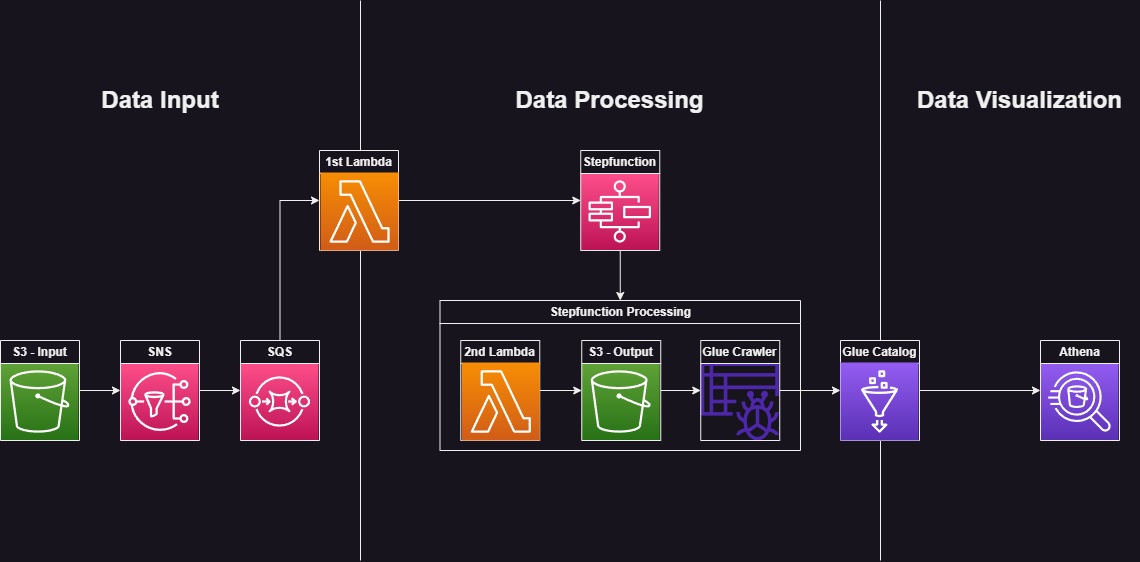 Data Input
Data Processing
Data Visualization
1st Lambda
Stepfunction
Stepfunction Processing
S3 - Input
SNS
SQS
2nd Lambda
S3 - Output
Glue Crawler
Glue Catalog
Athena